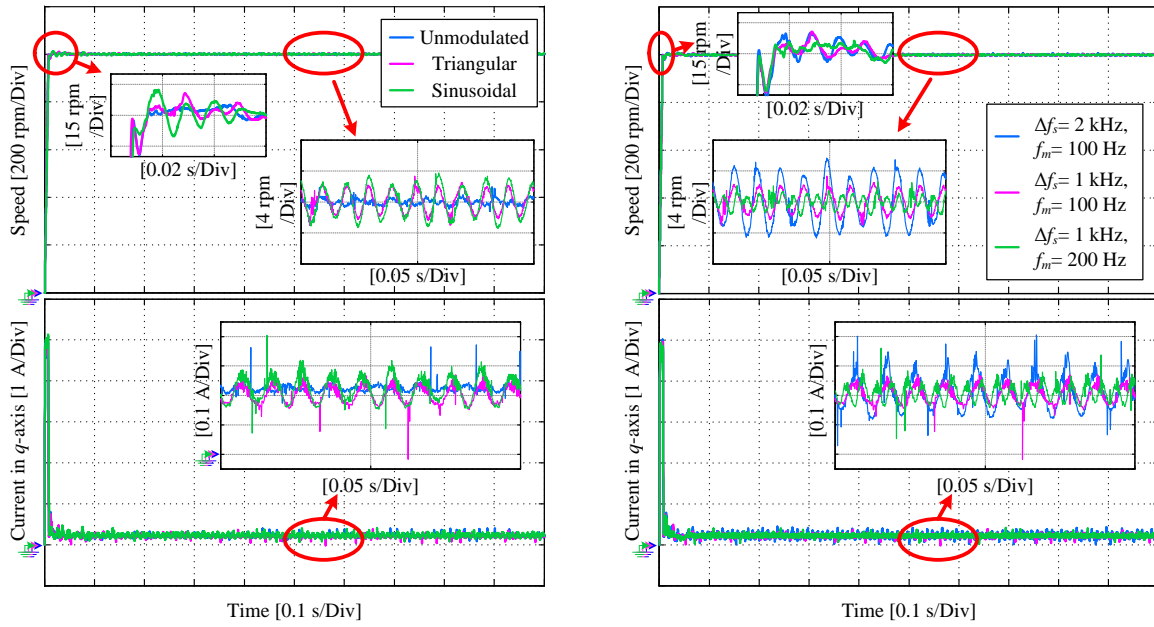 Unmodulated
Triangular
Sinusoidal
[15 rpm
/Div]
[0.02 s/Div]
[4 rpm
/Div]
[0.05 s/Div]
Speed [200 rpm/Div]
[0.1 A/Div]
[0.05 s/Div]
Current in q-axis [1 A/Div]
Time [0.1 s/Div]
[15 rpm
/Div]
[0.02 s/Div]
[4 rpm
/Div]
[0.05 s/Div]
Δfs= 2 kHz,
fm= 100 Hz
Δfs= 1 kHz,
fm= 100 Hz
Δfs= 1 kHz,
fm= 200 Hz
Speed [200 rpm/Div]
[0.1 A/Div]
[0.05 s/Div]
Current in q-axis [1 A/Div]
Time [0.1 s/Div]